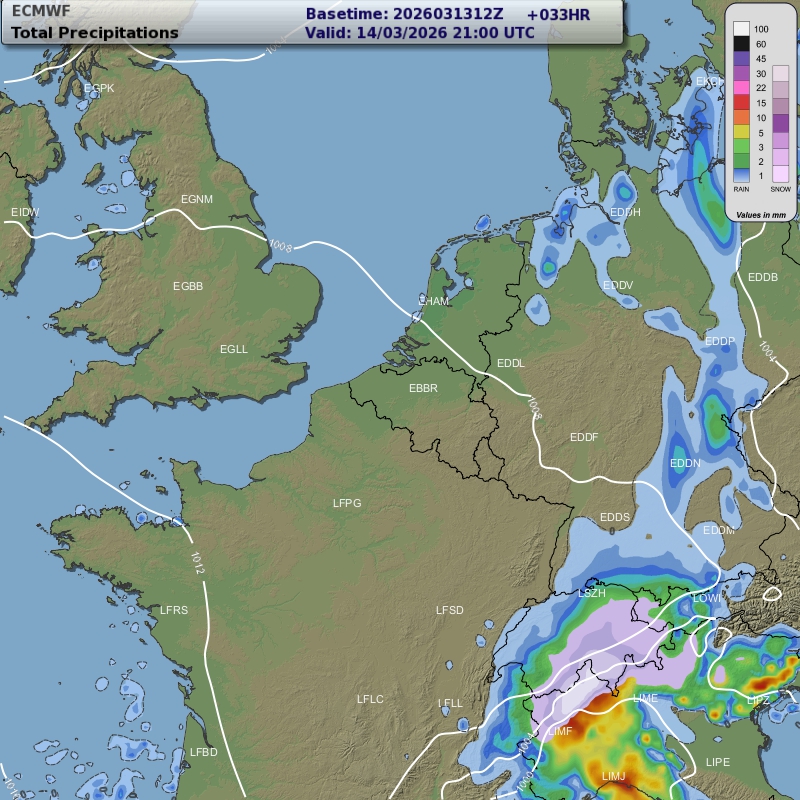 ECMWF
Basetime: 2026031312Z +033HR
Total Precipitations
Valid: 14/03/2026 21:00 UTC
100
60
45
30
22
15
10
5
3
2
1
RAIN
SNOW
Values in mm
EGPK
EIDW
EGNM
EDDH
1008
EGBB
EDDV
EDDB
EHAM
EDDP
EGLL
1004
EDDL
EBBR
1008
EDDF
EDDN
LFPG
EDDS
EDDM
1012
LSZH
LOWI
LFRS
LFSD
LFLC
LFLL
LIME
LIPZ
LIMF
1004
LFBD
LIPE
LIMJ
1000